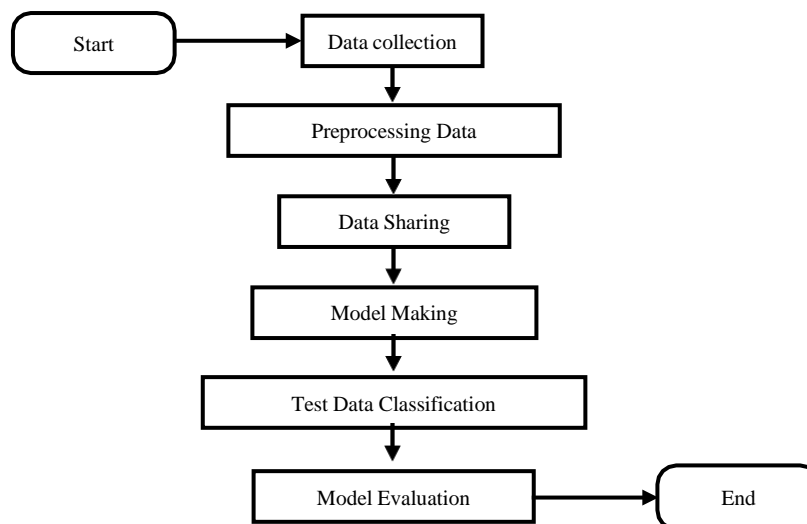 Start
Data collection
Preprocessing Data
Data Sharing
Model Making
Test Data Classification
Model Evaluation
End